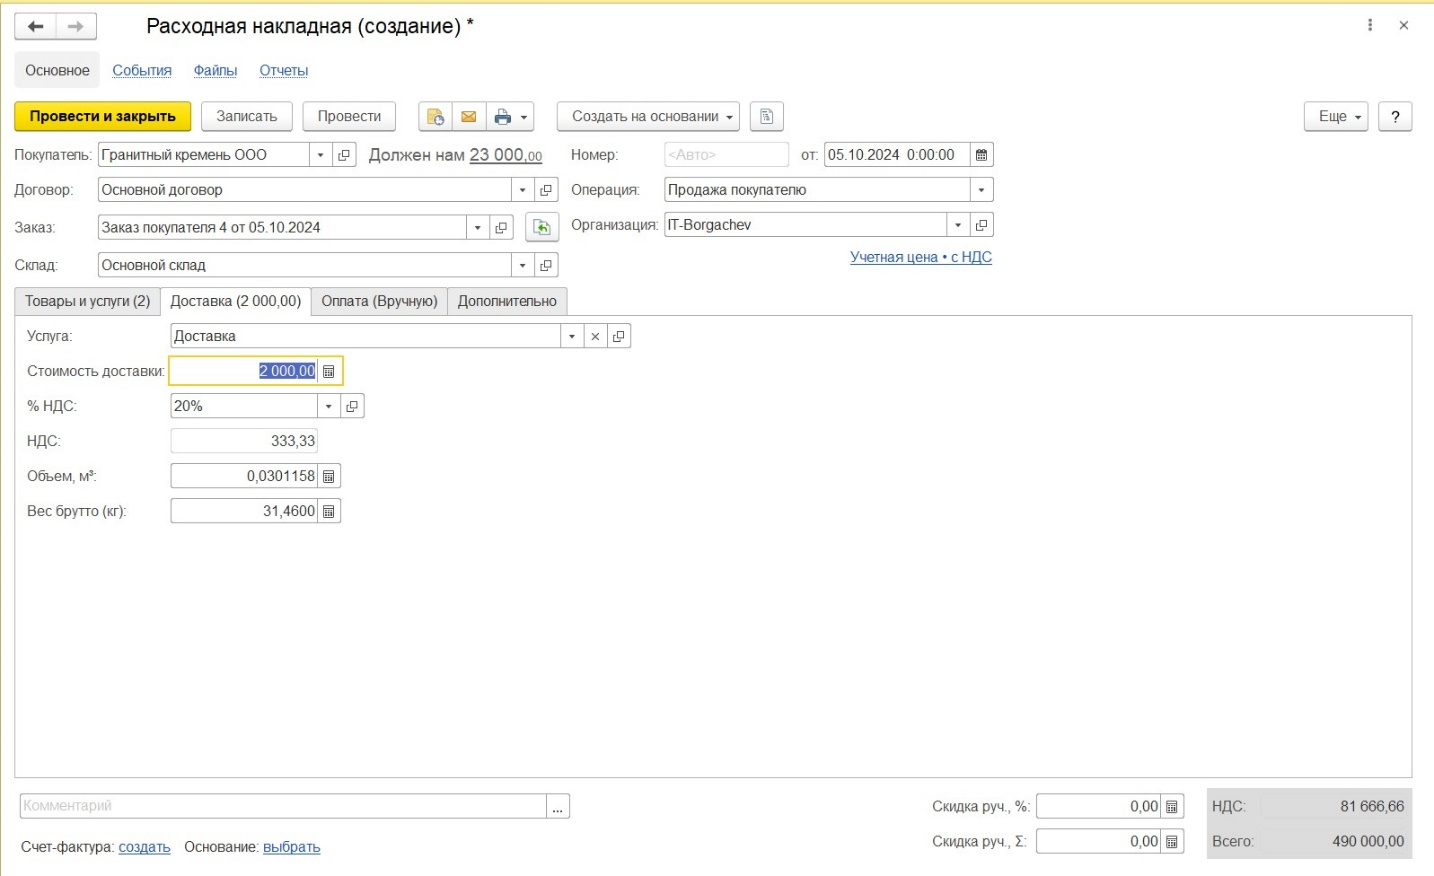 Расходная накладная (создание) *
Основное События Файлы Отчеты
Провести и закрыть Записать Провести Создать на основании Еще ?
Покупатель: Гранитный кремень ООО Должен нам 23 000,00 Номер: <Авто> от: 05.10.2024 0:00:00
Договор: Основной договор Операция: Продажа покупателю
Заказ: Заказ покупателя 4 от 05.10.2024 Организация: IT-Borgachev
Склад: Основной склад Учетная цена • с НДС
Товары и услуги (2) Доставка (2 000,00) Оплата (Вручную) Дополнительно
Услуга: Доставка
Стоимость доставки: 2 000,00
% НДС: 20%
НДС: 333,33
Объем, м³: 0,0301158
Вес брутто (кг): 31,4600
Комментарий ... Скидка руч., %: 0,00 НДС: 81 666,66
Счет-фактура: создать Основание: выбрать Скидка руч., Σ: 0,00 Всего: 490 000,00